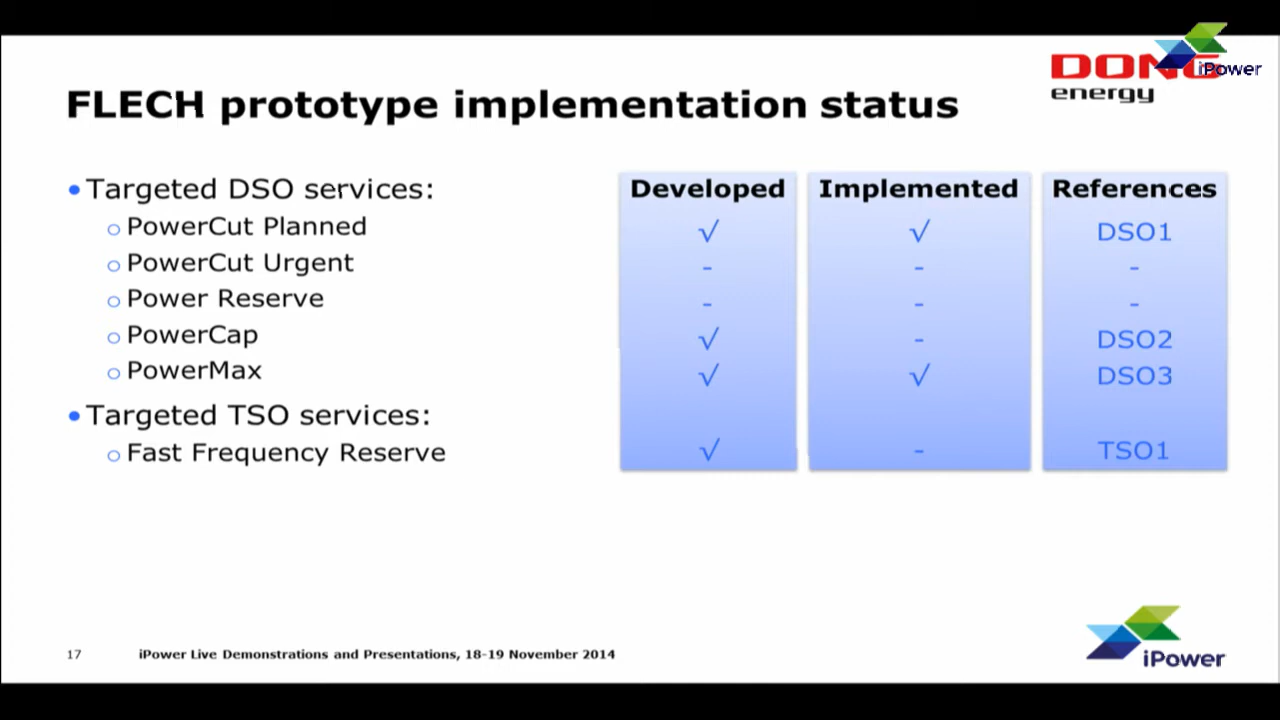 DONG
energy
iPower
FLECH prototype implementation status
• Targeted DSO services:
Developed Implemented References
o PowerCut Planned √ √ DSO1
o PowerCut Urgent - - -
o Power Reserve - - -
o PowerCap √ - DSO2
o PowerMax √ √ DSO3
• Targeted TSO services:
o Fast Frequency Reserve √ - TSO1
17 iPower Live Demonstrations and Presentations, 18-19 November 2014
iPower